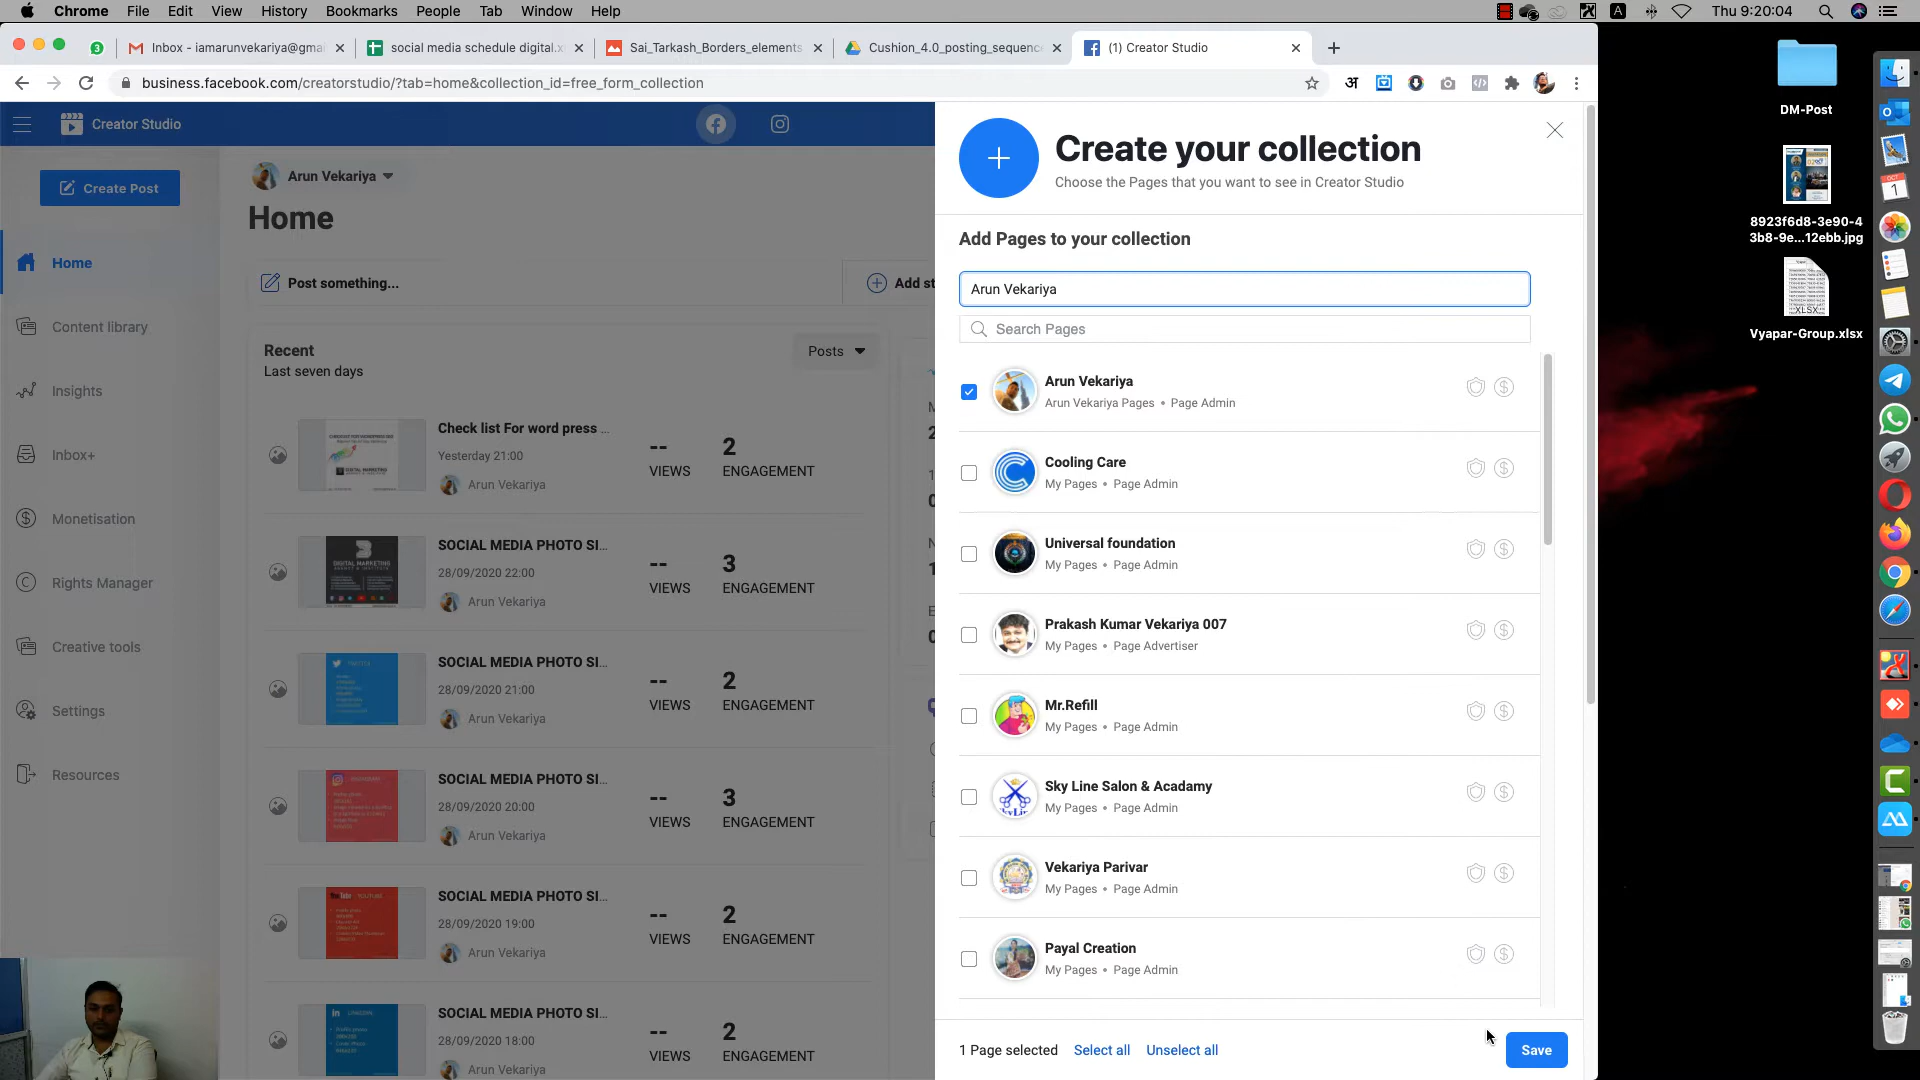 Chrome File Edit View History Bookmarks People Tab Window Help
Thu 9:20:04
Inbox - iamarunvekariya@gmai
social media schedule digital.x
Sai_Tarkash_Borders_elements
Cushion_4.0_posting_sequence
(1) Creator Studio
business.facebook.com/creatorstudio/?tab=home&collection_id=free_form_collection
Creator Studio
Create Post
Home
Content library
Insights
Inbox+
Monetisation
Rights Manager
Creative tools
Settings
Resources
Arun Vekariya
Home
Post something...
Add st
Recent
Last seven days
Posts
Check list For word press ...
Yesterday 21:00
Arun Vekariya
-- VIEWS
2 ENGAGEMENT
SOCIAL MEDIA PHOTO SI...
28/09/2020 22:00
Arun Vekariya
-- VIEWS
3 ENGAGEMENT
SOCIAL MEDIA PHOTO SI...
28/09/2020 21:00
Arun Vekariya
-- VIEWS
2 ENGAGEMENT
SOCIAL MEDIA PHOTO SI...
28/09/2020 20:00
Arun Vekariya
-- VIEWS
3 ENGAGEMENT
SOCIAL MEDIA PHOTO SI...
28/09/2020 19:00
Arun Vekariya
-- VIEWS
2 ENGAGEMENT
SOCIAL MEDIA PHOTO SI...
28/09/2020 18:00
Arun Vekariya
-- VIEWS
2 ENGAGEMENT
Create your collection
Choose the Pages that you want to see in Creator Studio
Add Pages to your collection
Arun Vekariya
Search Pages
Arun Vekariya
Arun Vekariya Pages • Page Admin
Cooling Care
My Pages • Page Admin
Universal foundation
My Pages • Page Admin
Prakash Kumar Vekariya 007
My Pages • Page Advertiser
Mr.Refill
My Pages • Page Admin
Sky Line Salon & Acadamy
My Pages • Page Admin
Vekariya Parivar
My Pages • Page Admin
Payal Creation
My Pages • Page Admin
1 Page selected
Select all
Unselect all
Save
DM-Post
8923f6d8-3e90-4
3b8-9e...12ebb.jpg
XLSX
Vyapar-Group.xlsx